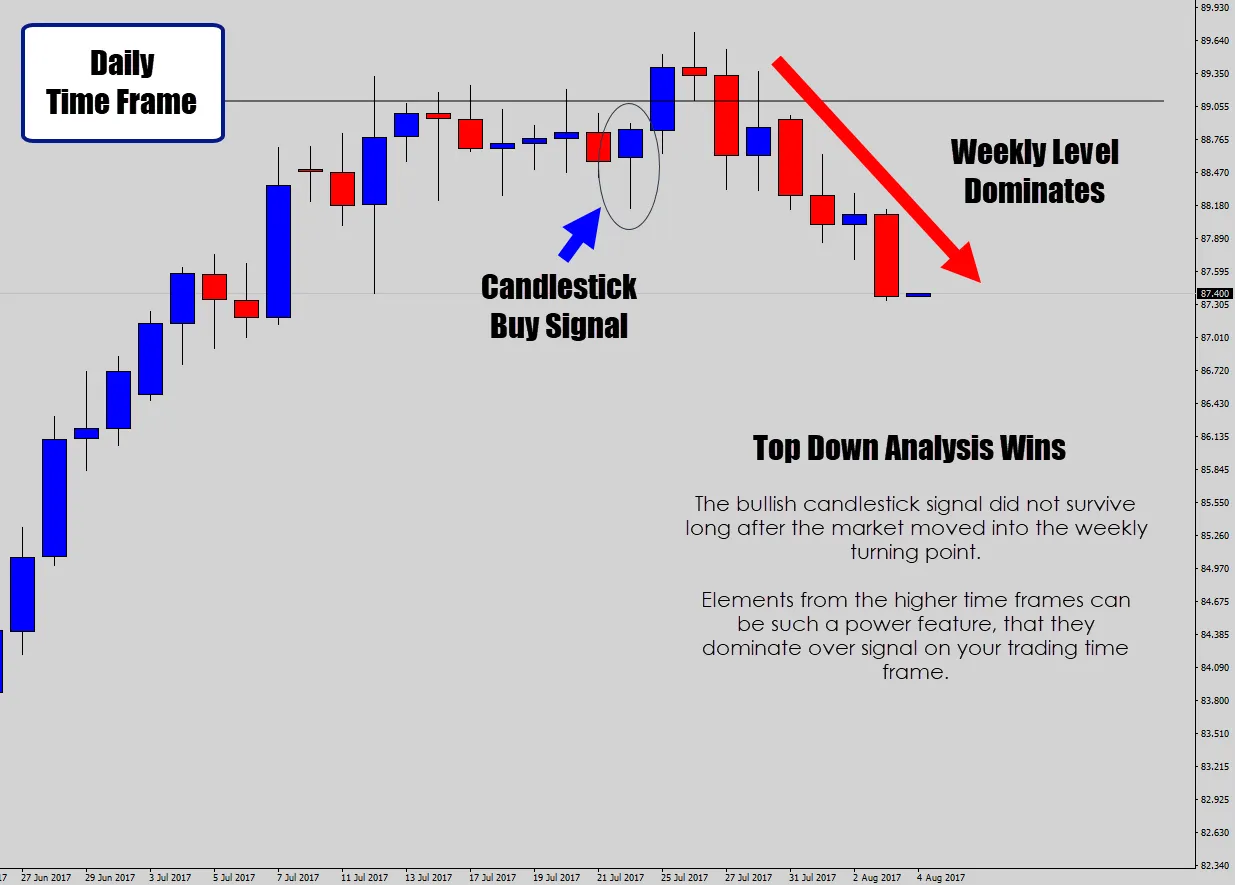 Daily
Time Frame
Weekly Level
Dominates
Candlestick
Buy Signal
Top Down Analysis Wins
The bullish candlestick signal did not survive
long after the market moved into the weekly
turning point.
Elements from the higher time frames can
be such a power feature, that they
dominate over signal on your trading time
frame.
89.930
89.640
89.350
89.055
88.765
88.470
88.180
87.890
87.595
87.400
87.305
87.010
86.720
86.430
86.135
85.845
85.550
85.260
84.970
84.675
84.385
84.090
83.800
83.510
83.215
82.925
82.630
82.340
17 27 Jun 2017 29 Jun 2017 3 Jul 2017 5 Jul 2017 7 Jul 2017 11 Jul 2017 13 Jul 2017 17 Jul 2017 19 Jul 2017 21 Jul 2017 25 Jul 2017 27 Jul 2017 31 Jul 2017 2 Aug 2017 4 Aug 2017